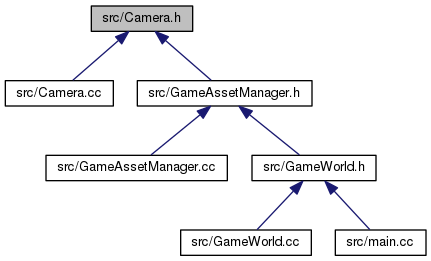 src/Camera.h
src/Camera.cc
src/GameAssetManager.h
src/GameAssetManager.cc
src/GameWorld.h
src/GameWorld.cc
src/main.cc